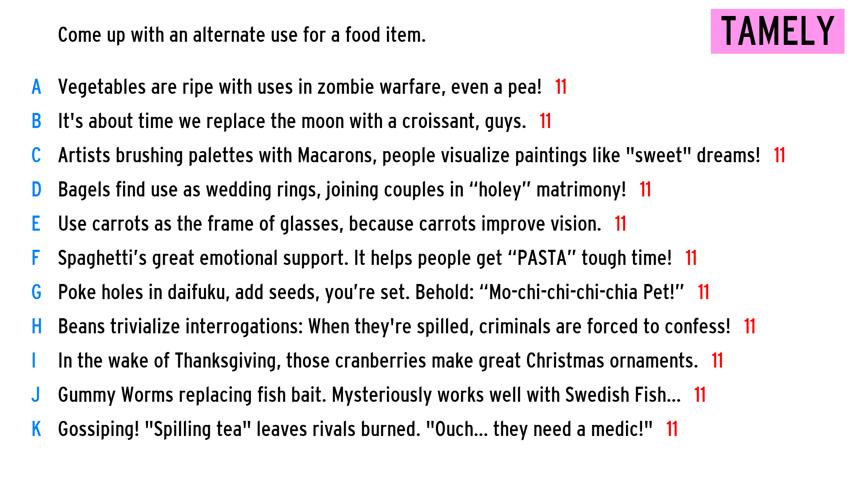 TAMELY
Come up with an alternate use for a food item.
A Vegetables are ripe with uses in zombie warfare, even a pea! 11
B It's about time we replace the moon with a croissant, guys. 11
C Artists brushing palettes with Macarons, people visualize paintings like "sweet" dreams! 11
D Bagels find use as wedding rings, joining couples in “holey” matrimony! 11
E Use carrots as the frame of glasses, because carrots improve vision. 11
F Spaghetti’s great emotional support. It helps people get “PASTA” tough time! 11
G Poke holes in daifuku, add seeds, you’re set. Behold: “Mo-chi-chi-chi-chia Pet!” 11
H Beans trivialize interrogations: When they're spilled, criminals are forced to confess! 11
I In the wake of Thanksgiving, those cranberries make great Christmas ornaments. 11
J Gummy Worms replacing fish bait. Mysteriously works well with Swedish Fish... 11
K Gossiping! "Spilling tea" leaves rivals burned. "Ouch... they need a medic!" 11